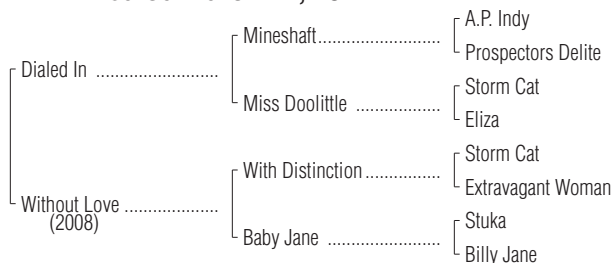 A.P. Indy
Mineshaft
Prospectors Delite
Dialed In
Storm Cat
Miss Doolittle
Eliza
Storm Cat
With Distinction
Extravagant Woman
Without Love
(2008)
Stuka
Baby Jane
Billy Jane